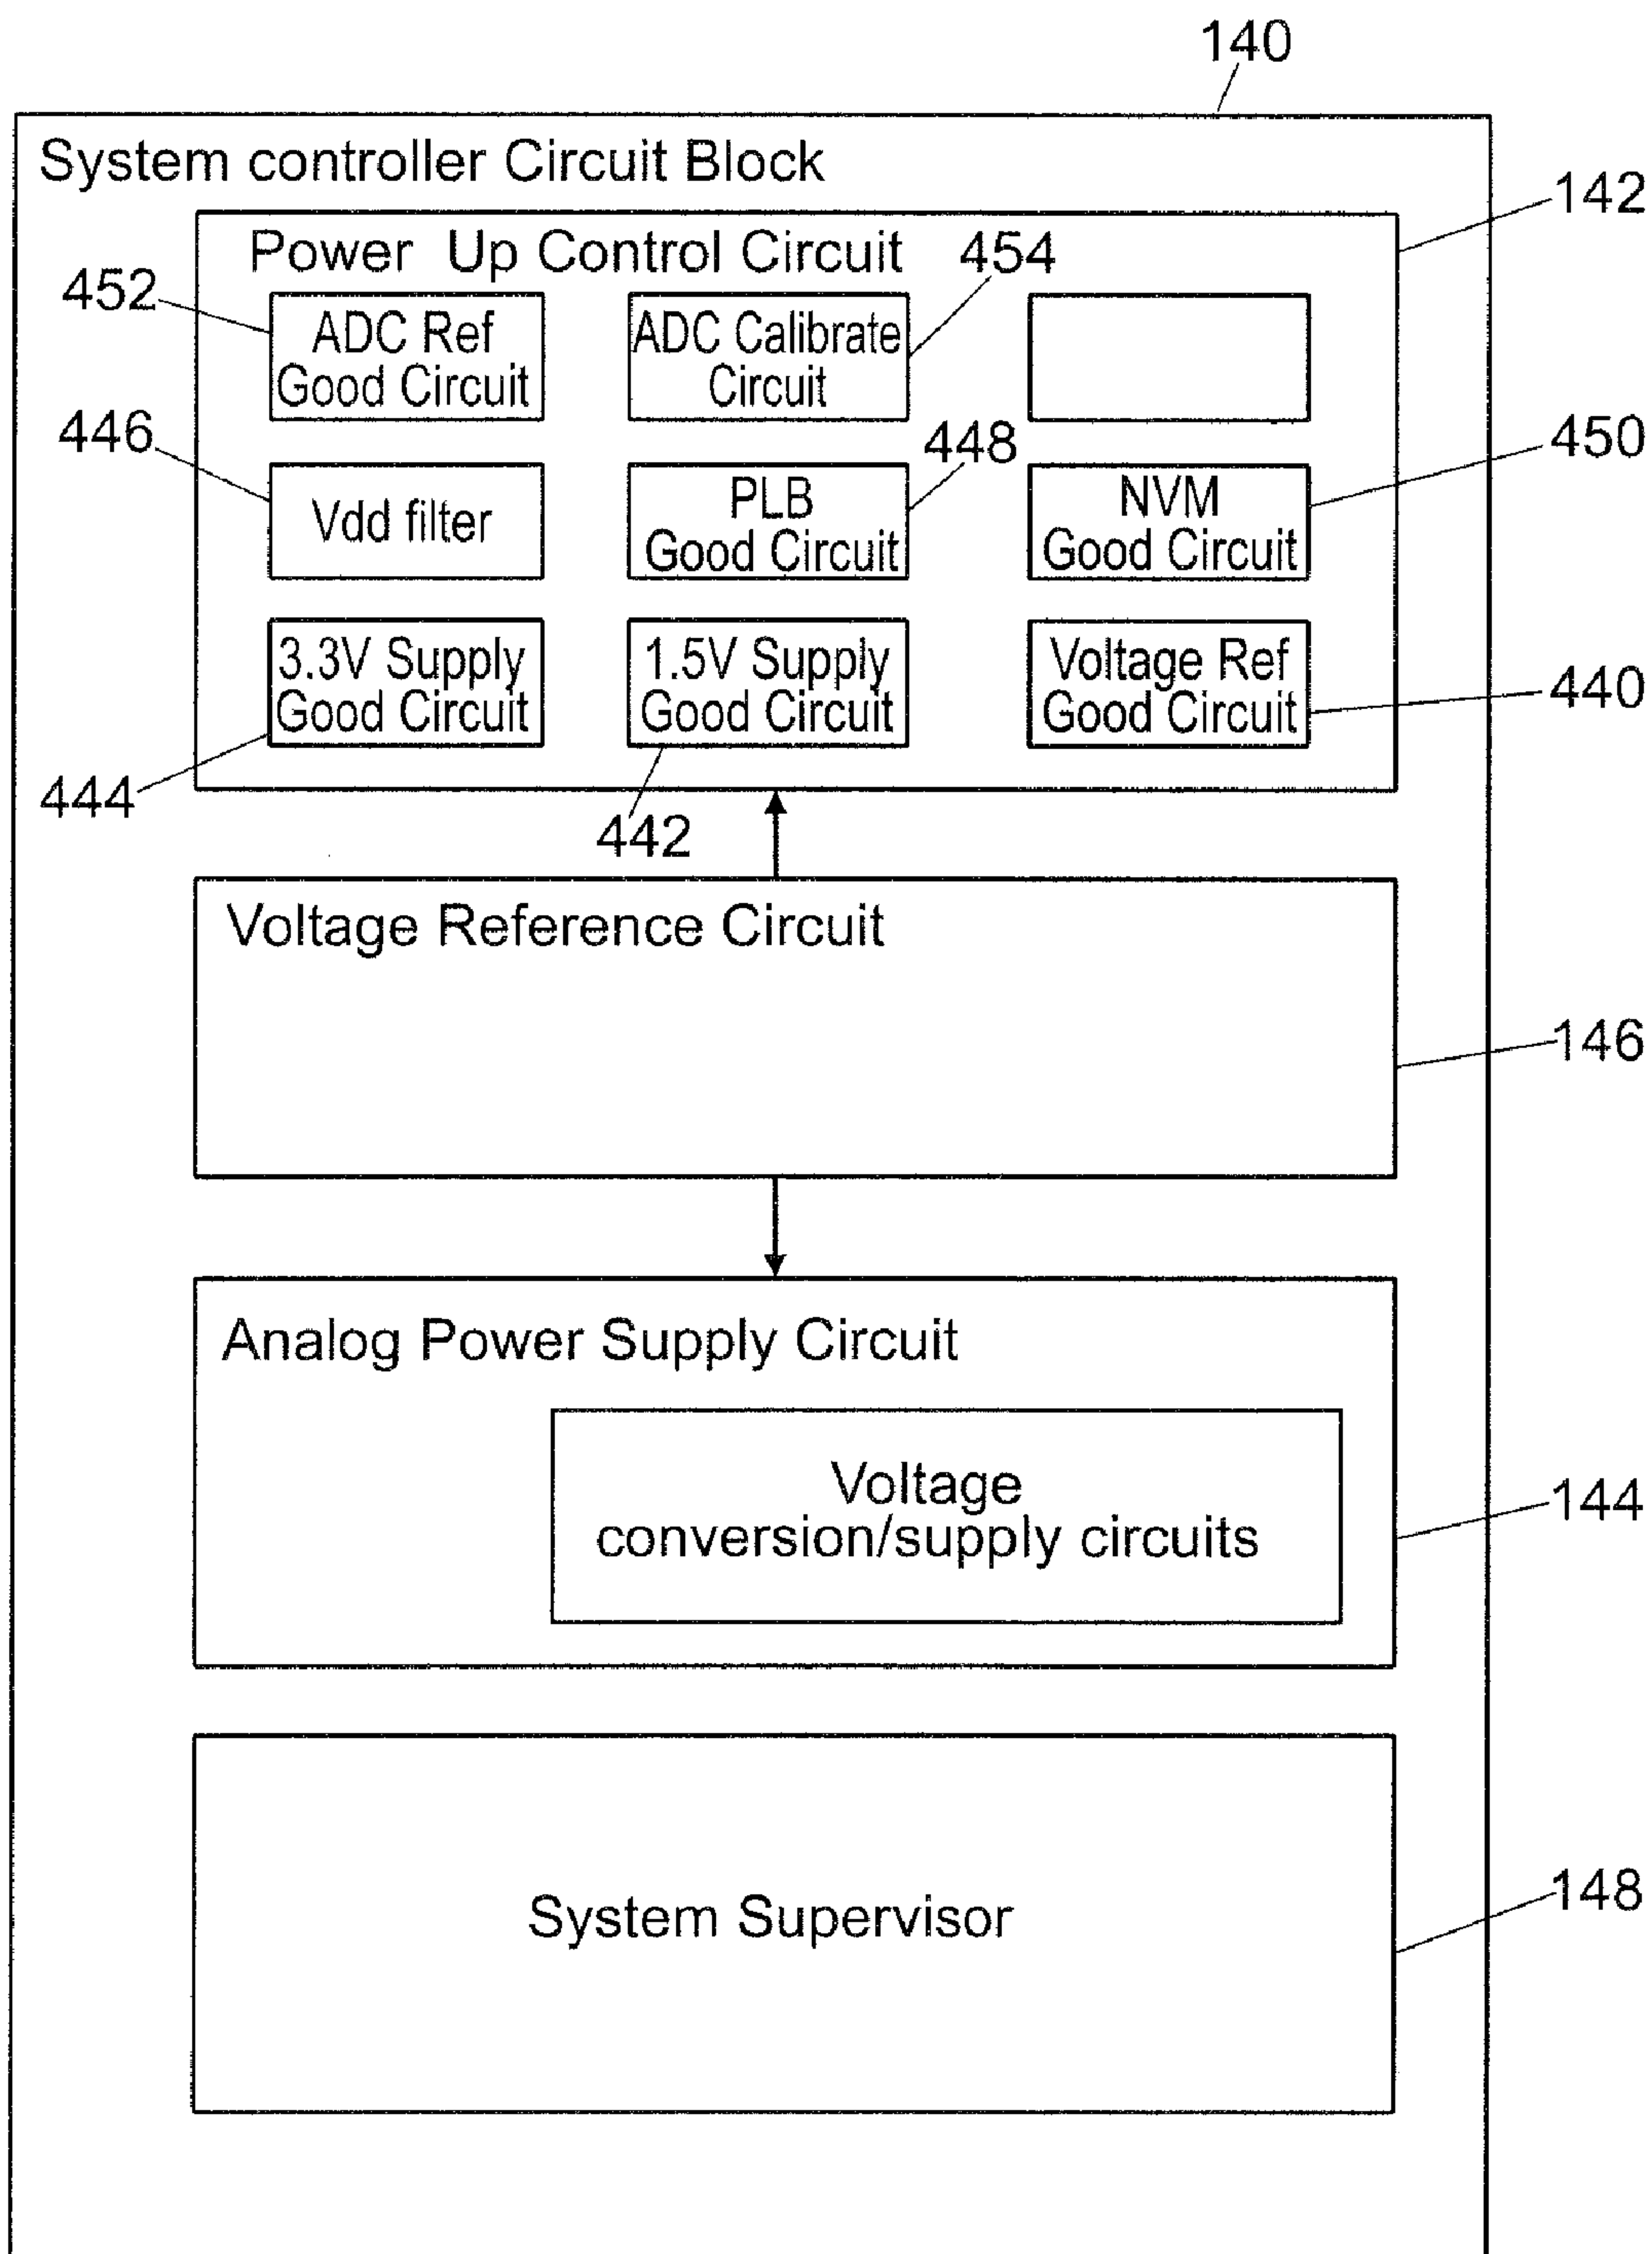 140
System controller Circuit Block
142
Power Up Control Circuit
454
452
ADC Ref
Good Circuit
ADC Calibrate
Circuit
446
448
450
Vdd filter
PLB
Good Circuit
NVM
Good Circuit
3.3V Supply
Good Circuit
1.5V Supply
Good Circuit
Voltage Ref
Good Circuit
440
444
442
Voltage Reference Circuit
146
Analog Power Supply Circuit
Voltage
conversion/supply circuits
144
System Supervisor
148